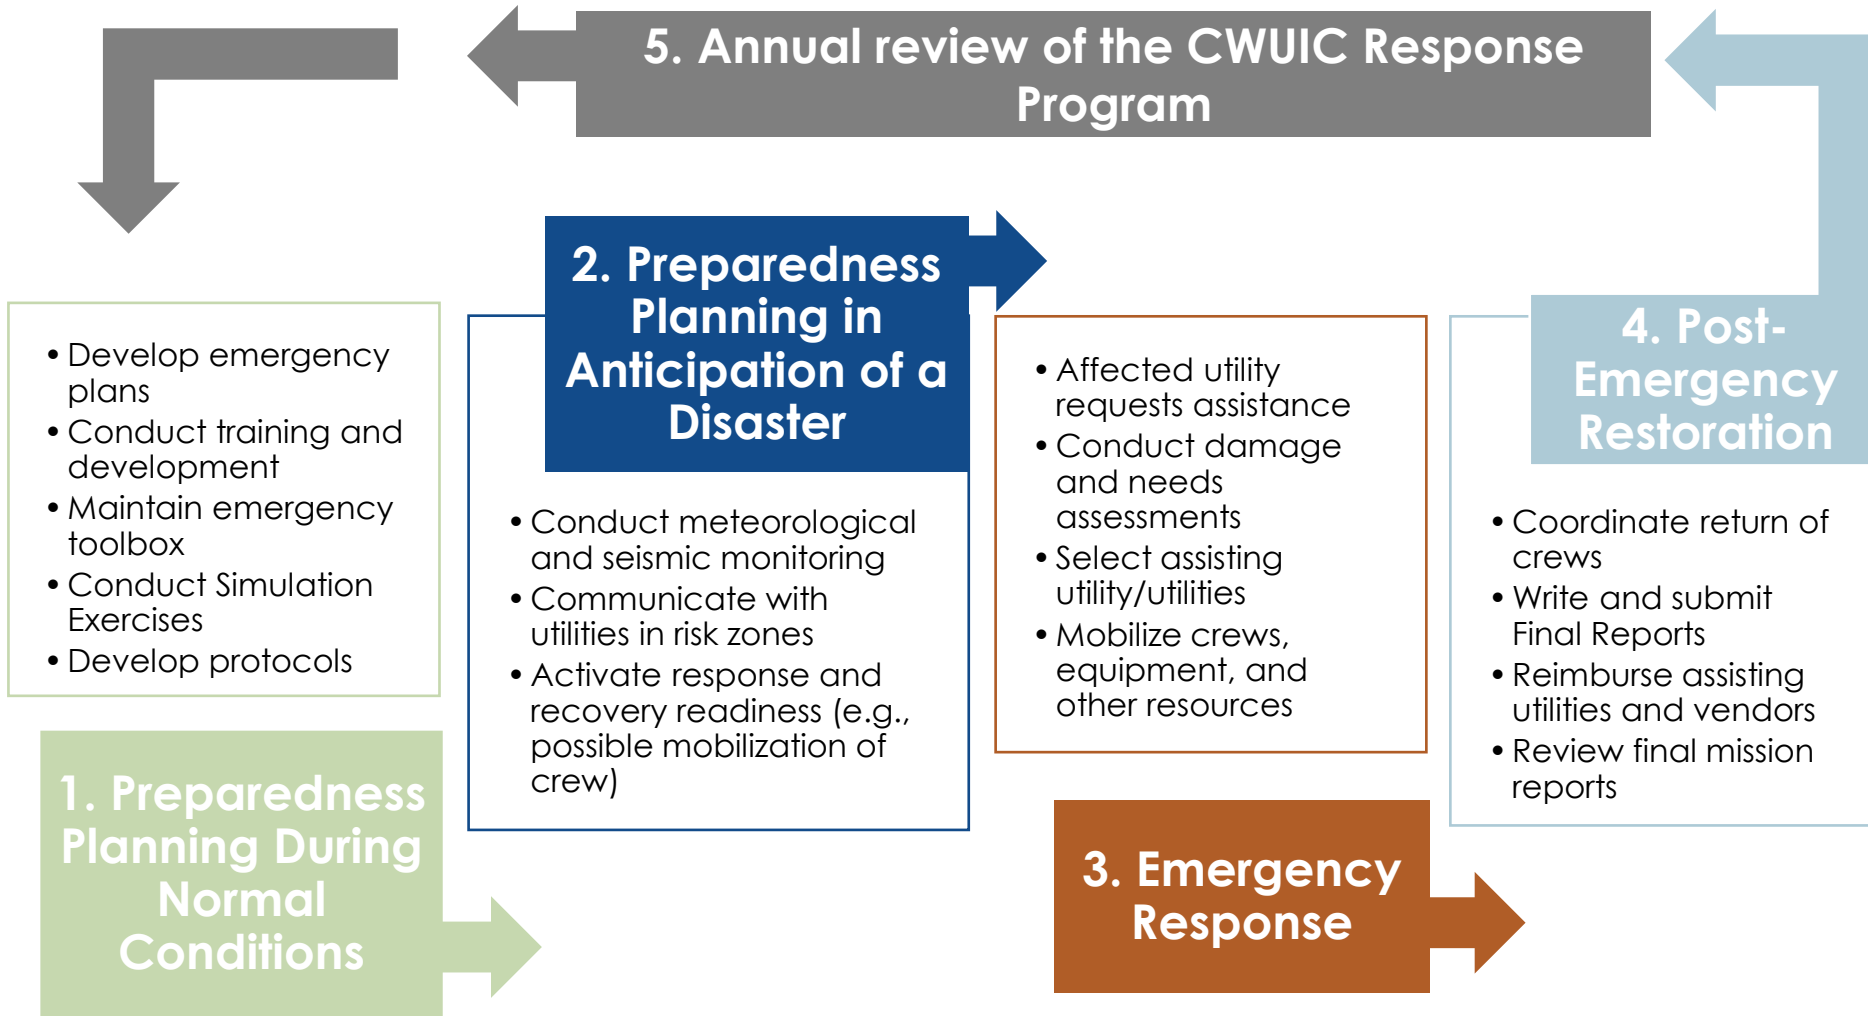 5. Annual review of the CWUIC Response
Program
• Develop emergency
plans
• Conduct training and
development
• Maintain emergency
toolbox
• Conduct Simulation
Exercises
• Develop protocols
1. Preparedness
Planning During
Normal
Conditions
2. Preparedness
Planning in
Anticipation of a
Disaster
• Conduct meteorological
and seismic monitoring
• Communicate with
utilities in risk zones
• Activate response and
recovery readiness (e.g.,
possible mobilization of
crew)
• Affected utility
requests assistance
• Conduct damage
and needs
assessments
• Select assisting
utility/utilities
• Mobilize crews,
equipment, and
other resources
3. Emergency
Response
4. Post-
Emergency
Restoration
• Coordinate return of
crews
• Write and submit
Final Reports
• Reimburse assisting
utilities and vendors
• Review final mission
reports